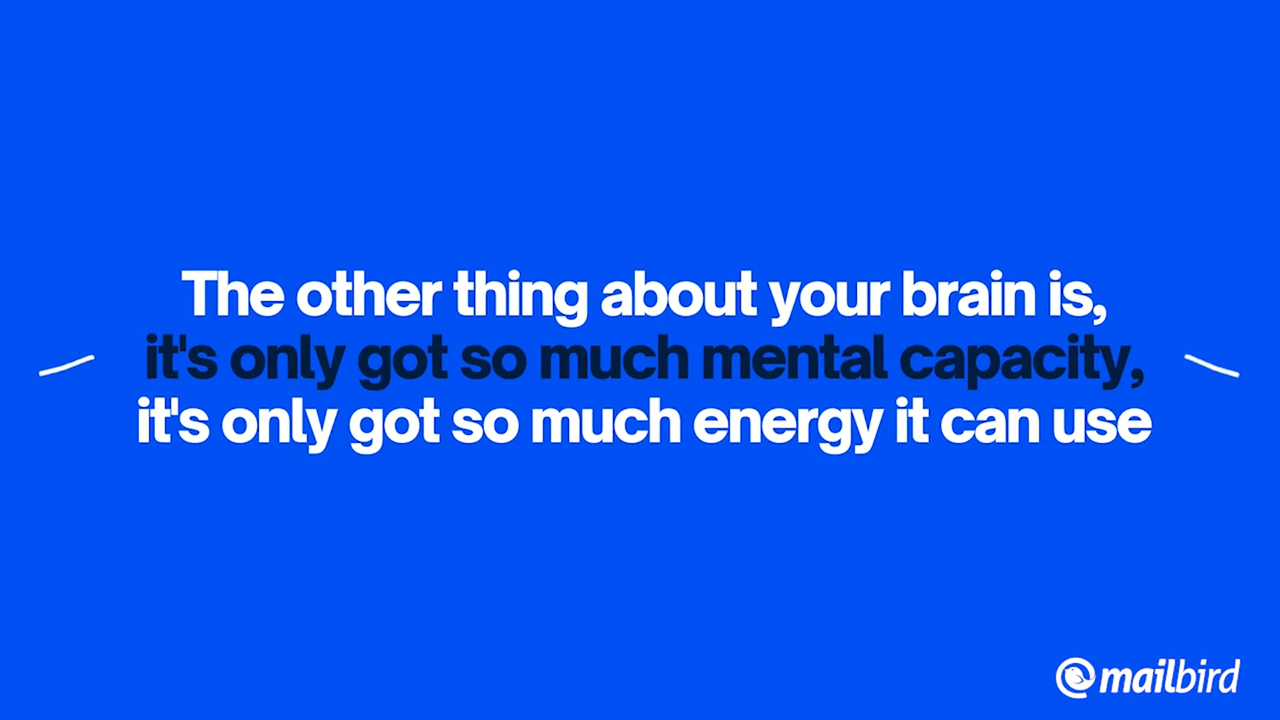 The other thing about your brain is,
it's only got so much mental capacity,
it's only got so much energy it can use
mailbird